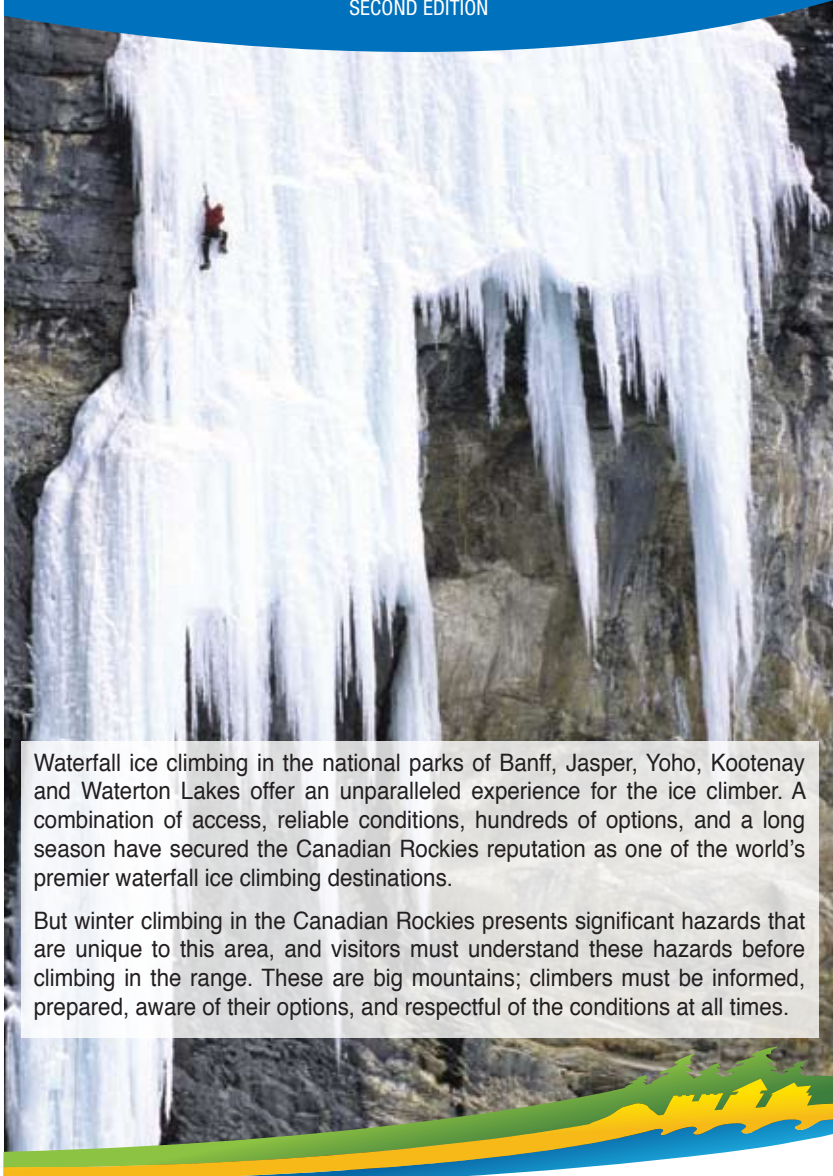 SECOND EDITION
Waterfall ice climbing in the national parks of Banff, Jasper, Yoho, Kootenay
and Waterton Lakes offer an unparalleled experience for the ice climber. A
combination of access, reliable conditions, hundreds of options, and a long
season have secured the Canadian Rockies reputation as one of the world's
premier waterfall ice climbing destinations.
But winter climbing in the Canadian Rockies presents significant hazards that
are unique to this area, and visitors must understand these hazards before
climbing in the range. These are big mountains; climbers must be informed,
prepared, aware of their options, and respectful of the conditions at all times.